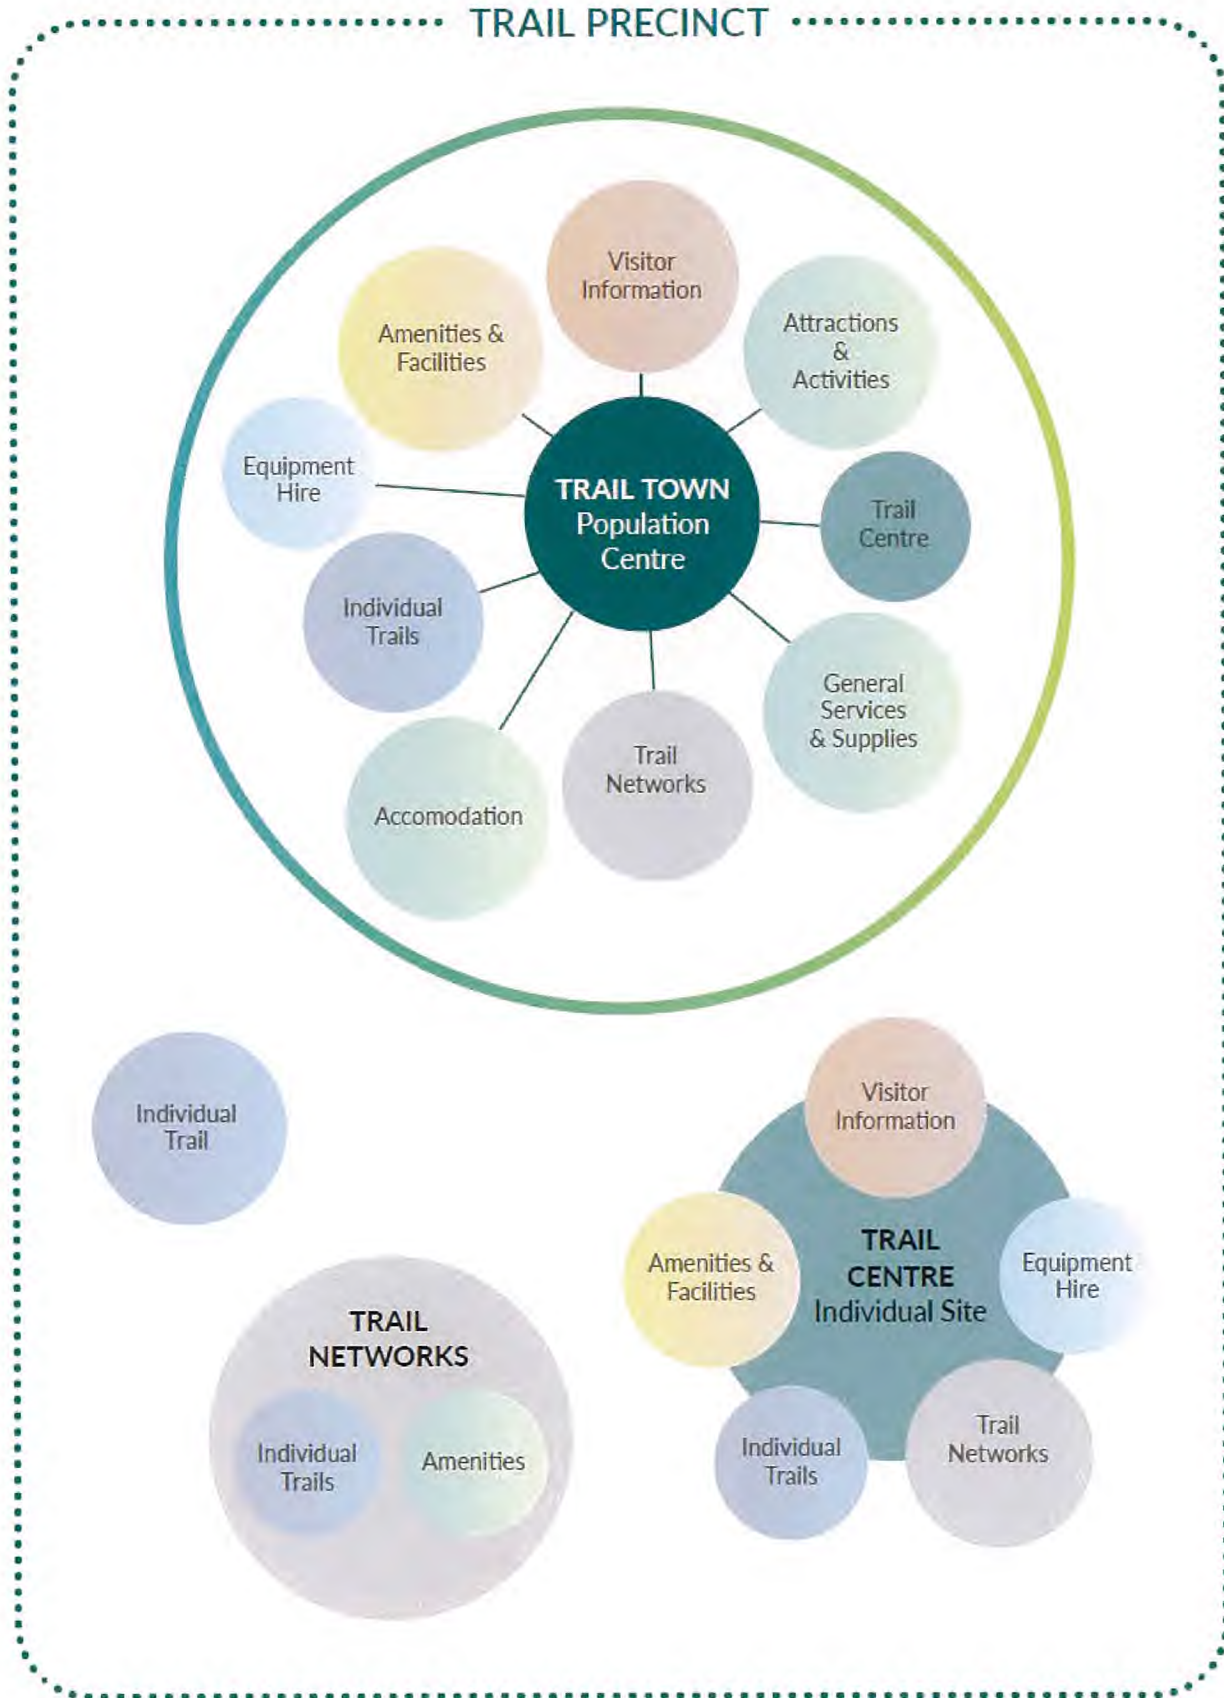 TRAIL PRECINCT
Visitor
Information
Amenities &
Facilities
Attractions
&
Activities
Equipment
Hire
TRAIL TOWN
Population
Centre
Trail
Centre
Individual
Trails
General
Services
& Supplies
Trail
Networks
Accomodation
Individual
Trail
Visitor
Information
Amenities &
Facilities
TRAIL
CENTRE
Individual Site
Equipment
Hire
Individual
Trails
Trail
Networks
TRAIL
NETWORKS
Individual
Trails
Amenities